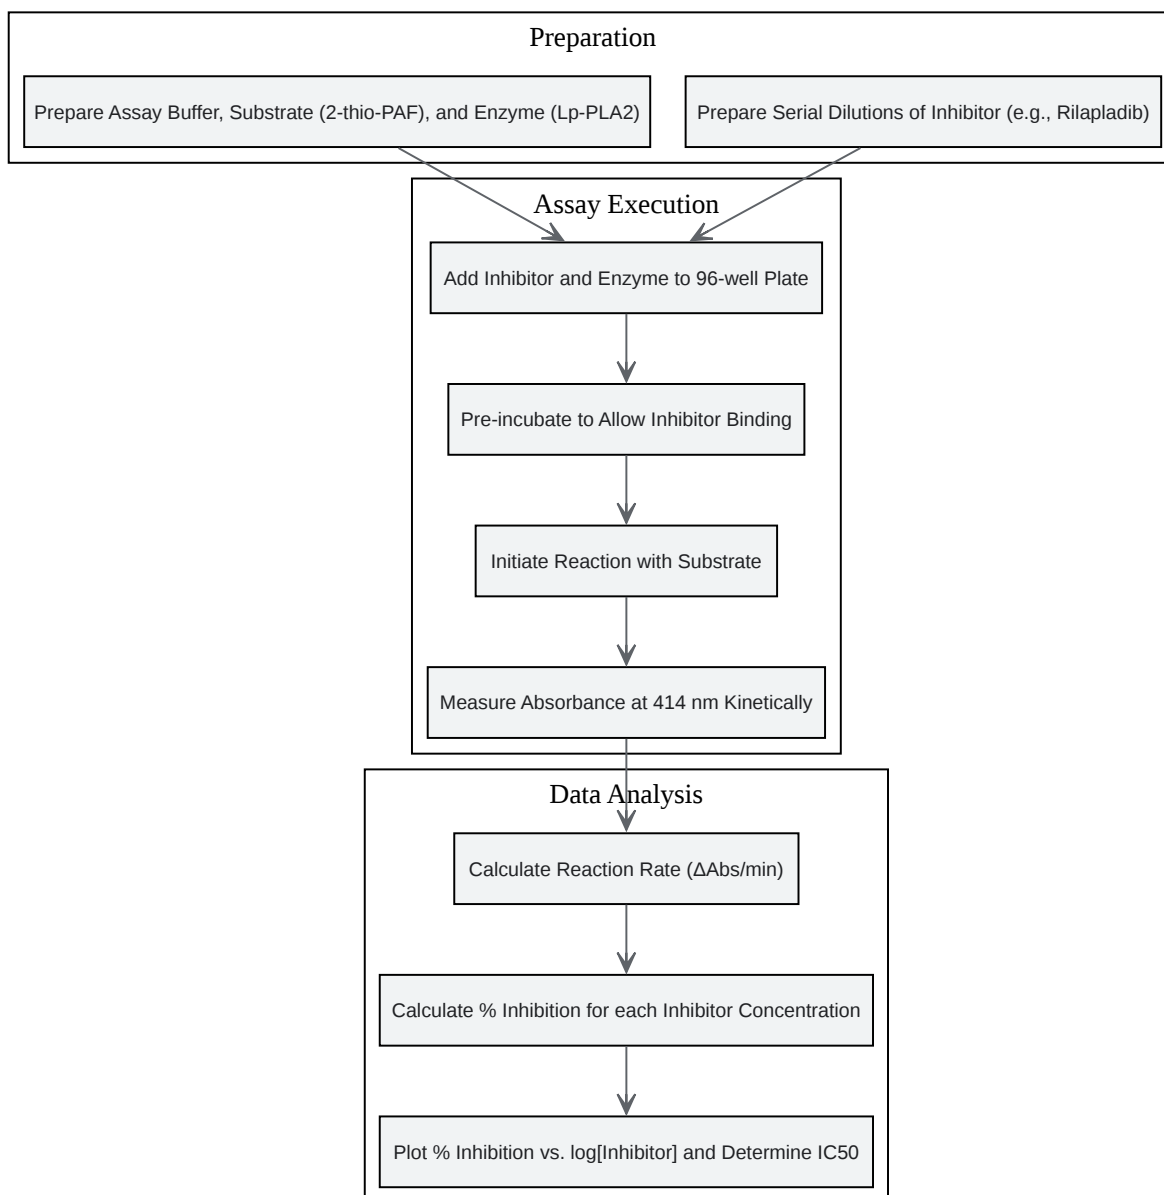 Preparation
Prepare Assay Buffer, Substrate (2-thio-PAF), and Enzyme (Lp-PLA2)
Prepare Serial Dilutions of Inhibitor (e.g., Rilapladib)
Assay Execution
Add Inhibitor and Enzyme to 96-well Plate
Pre-incubate to Allow Inhibitor Binding
Initiate Reaction with Substrate
Measure Absorbance at 414 nm Kinetically
Data Analysis
Calculate Reaction Rate (ΔAbs/min)
Calculate % Inhibition for each Inhibitor Concentration
Plot % Inhibition vs. log[Inhibitor] and Determine IC50